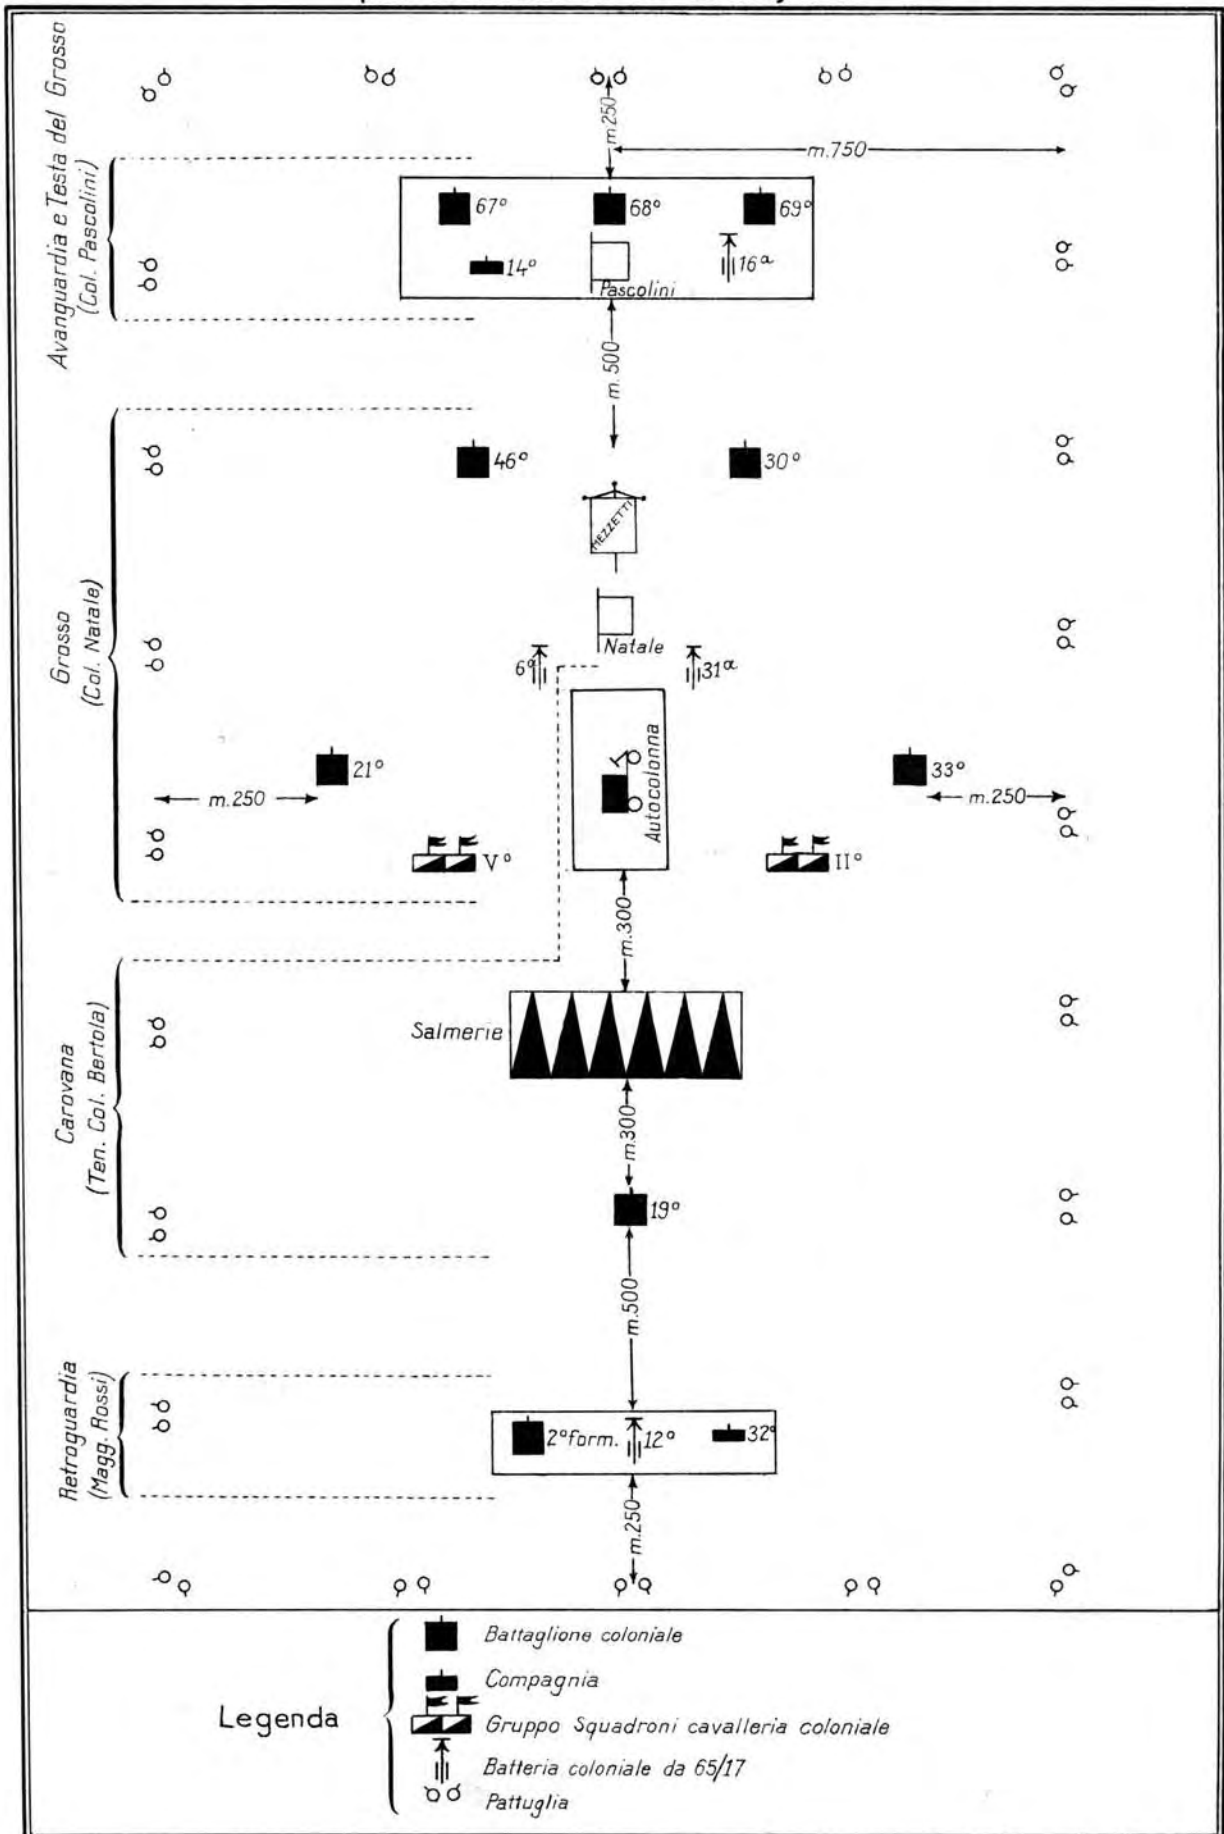 m.250
m.750
Avanguardia e Testa del Grosso
(Col. Pascolini)
67°
68°
69°
14°
16ª
Pascolini
m.500
46°
30°
MEZZETTI
Grosso
(Col. Natale)
Natale
6ª
31ª
21°
Autocolonna
33°
m.250
m.250
V°
II°
m.300
Carovana
(Ten. Col. Bertola)
Salmerie
m.300
19°
m.500
Retroguardia
(Magg. Rossi)
2° form.
12°
32°
m.250
Legenda
Battaglione coloniale
Compagnia
Gruppo Squadroni cavalleria coloniale
Batteria coloniale da 65/17
Pattuglia